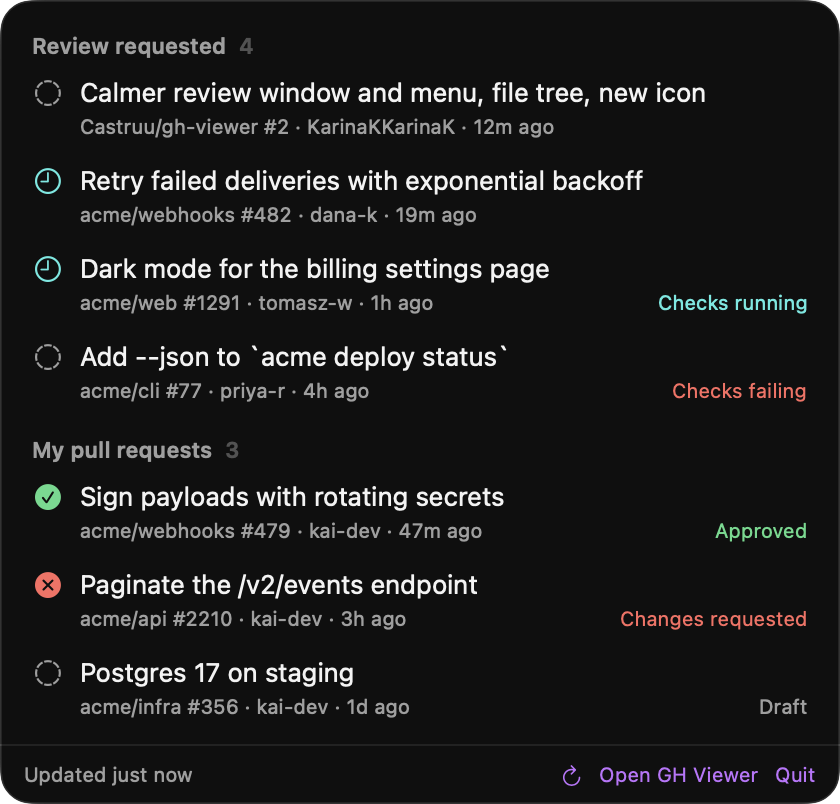 Review requested 4
Calmer review window and menu, file tree, new icon
Castruu/gh-viewer #2 · KarinaKKarinaK · 12m ago
Retry failed deliveries with exponential backoff
acme/webhooks #482 · dana-k · 19m ago
Dark mode for the billing settings page
acme/web #1291 · tomasz-w · 1h ago Checks running
Add --json to `acme deploy status`
acme/cli #77 · priya-r · 4h ago Checks failing
My pull requests 3
Sign payloads with rotating secrets
acme/webhooks #479 · kai-dev · 47m ago Approved
Paginate the /v2/events endpoint
acme/api #2210 · kai-dev · 3h ago Changes requested
Postgres 17 on staging
acme/infra #356 · kai-dev · 1d ago Draft
Updated just now Open GH Viewer Quit